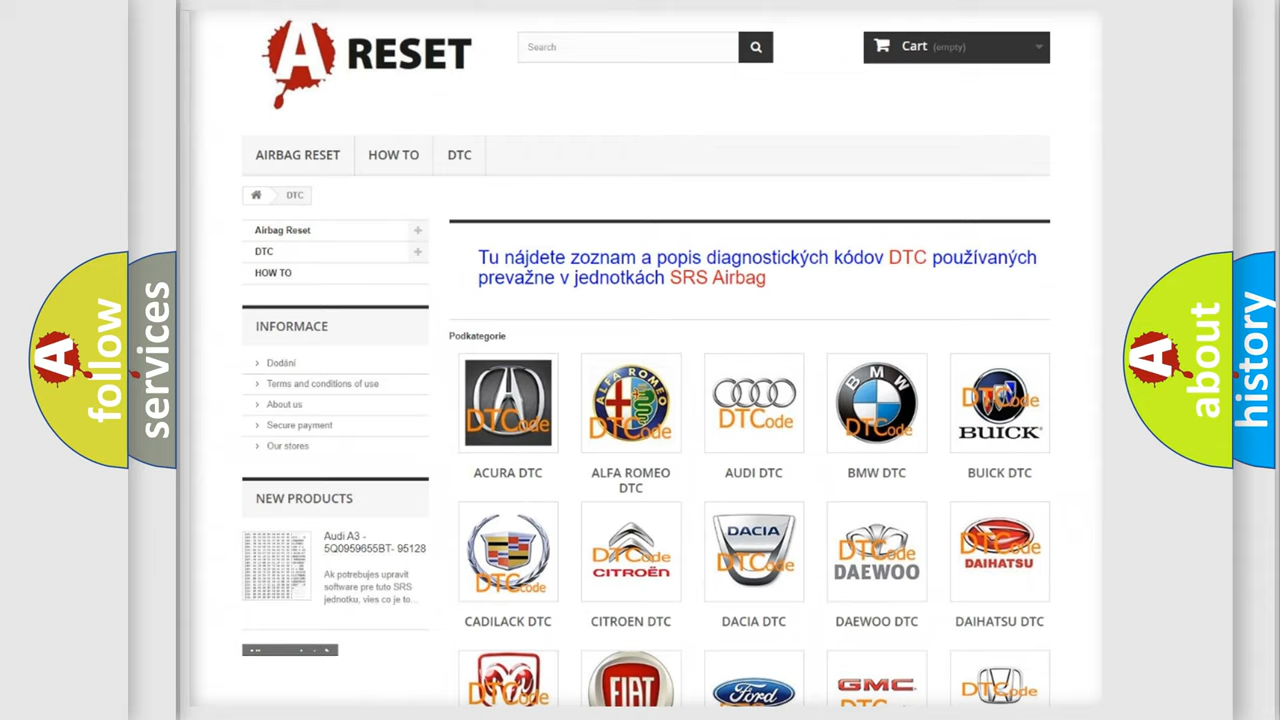 A RESET
Search
Cart (empty)
AIRBAG RESET
HOW TO
DTC
DTC
Airbag Reset
DTC
HOW TO
Tu nájdete zoznam a popis diagnostických kódov DTC používaných
prevažne v jednotkách SRS Airbag
INFORMACE
Dodání
Terms and conditions of use
About us
Secure payment
Our stores
NEW PRODUCTS
Audi A3 -
5Q0959655BT- 95128
Ak potrebujes upravit
software pre tuto SRS
jednotku, vies co je to...
Podkategorie
DTCode
ALFA ROMEO
DTCode
DTCode
BMW
DTCode
DTCode
BUICK
ACURA DTC
ALFA ROMEO
DTC
AUDI DTC
BMW DTC
BUICK DTC
DTCode
DTCode
CITROËN
DACIA
DTCode
DTCode
DAEWOO
DTCode
DAIHATSU
CADILACK DTC
CITROEN DTC
DACIA DTC
DAEWOO DTC
DAIHATSU DTC
DTCode
FIAT
Ford
GMC
DTCode
A follow
services
A about
history